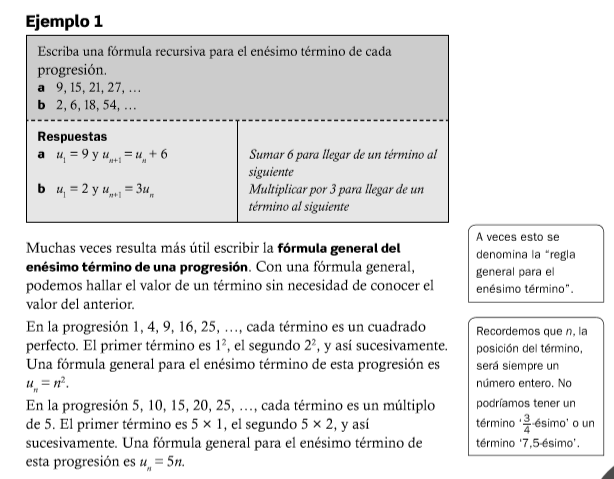 Ejemplo 1
Escriba una fórmula recursiva para el enésimo término de cada
progresión.
a 9, 15, 21, 27, …
b 2, 6, 18, 54, …
Respuestas
a u₁ = 9 y uₙ₊₁ = uₙ + 6
Sumar 6 para llegar de un término al
siguiente
b u₁ = 2 y uₙ₊₁ = 3uₙ
Multiplicar por 3 para llegar de un
término al siguiente
Muchas veces resulta más útil escribir la fórmula general del
enésimo término de una progresión. Con una fórmula general,
podemos hallar el valor de un término sin necesidad de conocer el
valor del anterior.
A veces esto se
denomina la “regla
general para el
enésimo término”.
En la progresión 1, 4, 9, 16, 25, …, cada término es un cuadrado
perfecto. El primer término es 1², el segundo 2², y así sucesivamente.
Una fórmula general para el enésimo término de esta progresión es
uₙ = n².
En la progresión 5, 10, 15, 20, 25, …, cada término es un múltiplo
de 5. El primer término es 5 × 1, el segundo 5 × 2, y así
sucesivamente. Una fórmula general para el enésimo término de
esta progresión es uₙ = 5n.
Recordemos que n, la
posición del término,
será siempre un
número entero. No
podríamos tener un
término ‘3/4-ésimo’ o un
término ‘7,5-ésimo’.